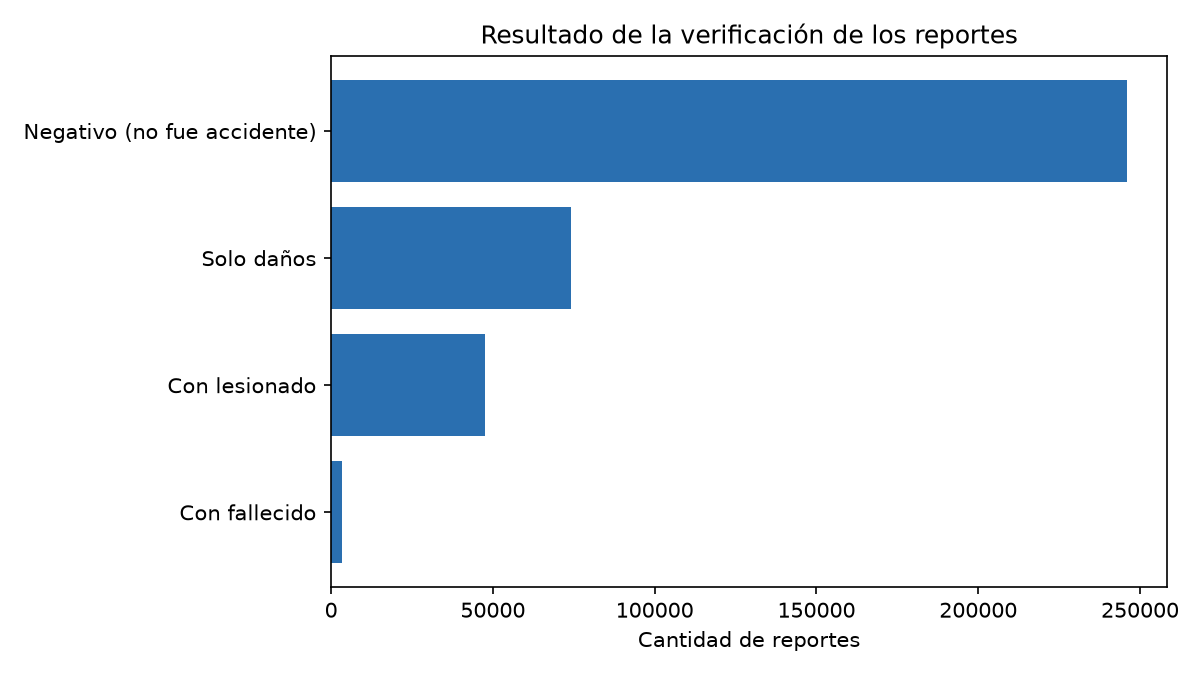 Resultado de la verificación de los reportes
Negativo (no fue accidente)
Solo daños
Con lesionado
Con fallecido
0 50000 100000 150000 200000 250000
Cantidad de reportes